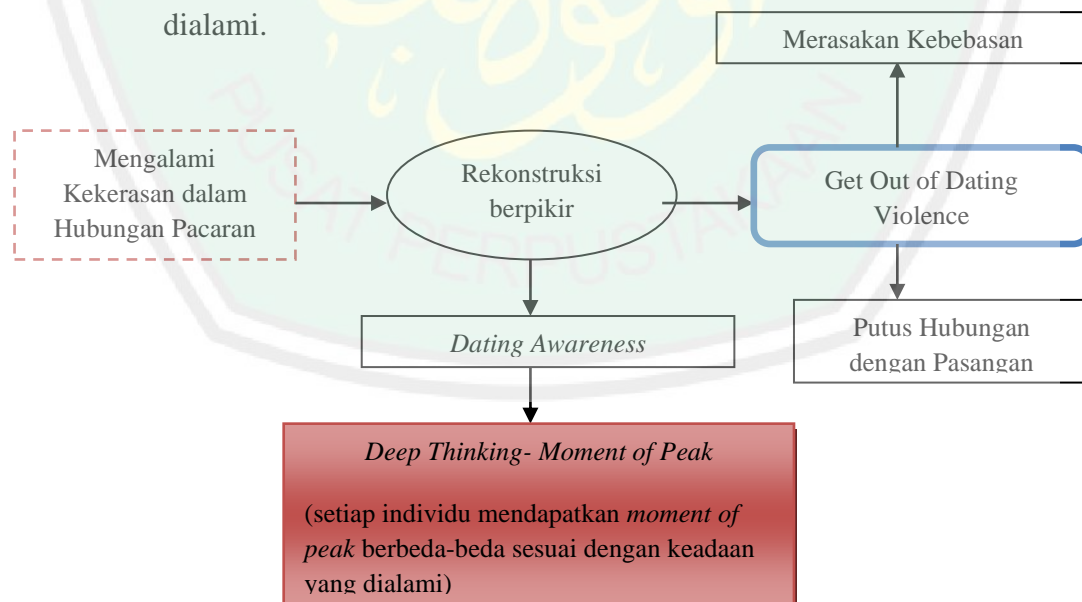 dialami.
Merasakan Kebebasan
Mengalami
Kekerasan dalam
Hubungan Pacaran
Rekonstruksi
berpikir
Get Out of Dating
Violence
Dating Awareness
Putus Hubungan
dengan Pasangan
Deep Thinking- Moment of Peak
(setiap individu mendapatkan moment of
peak berbeda-beda sesuai dengan keadaan
yang dialami)
PUSAT PERPUSTAKAAN